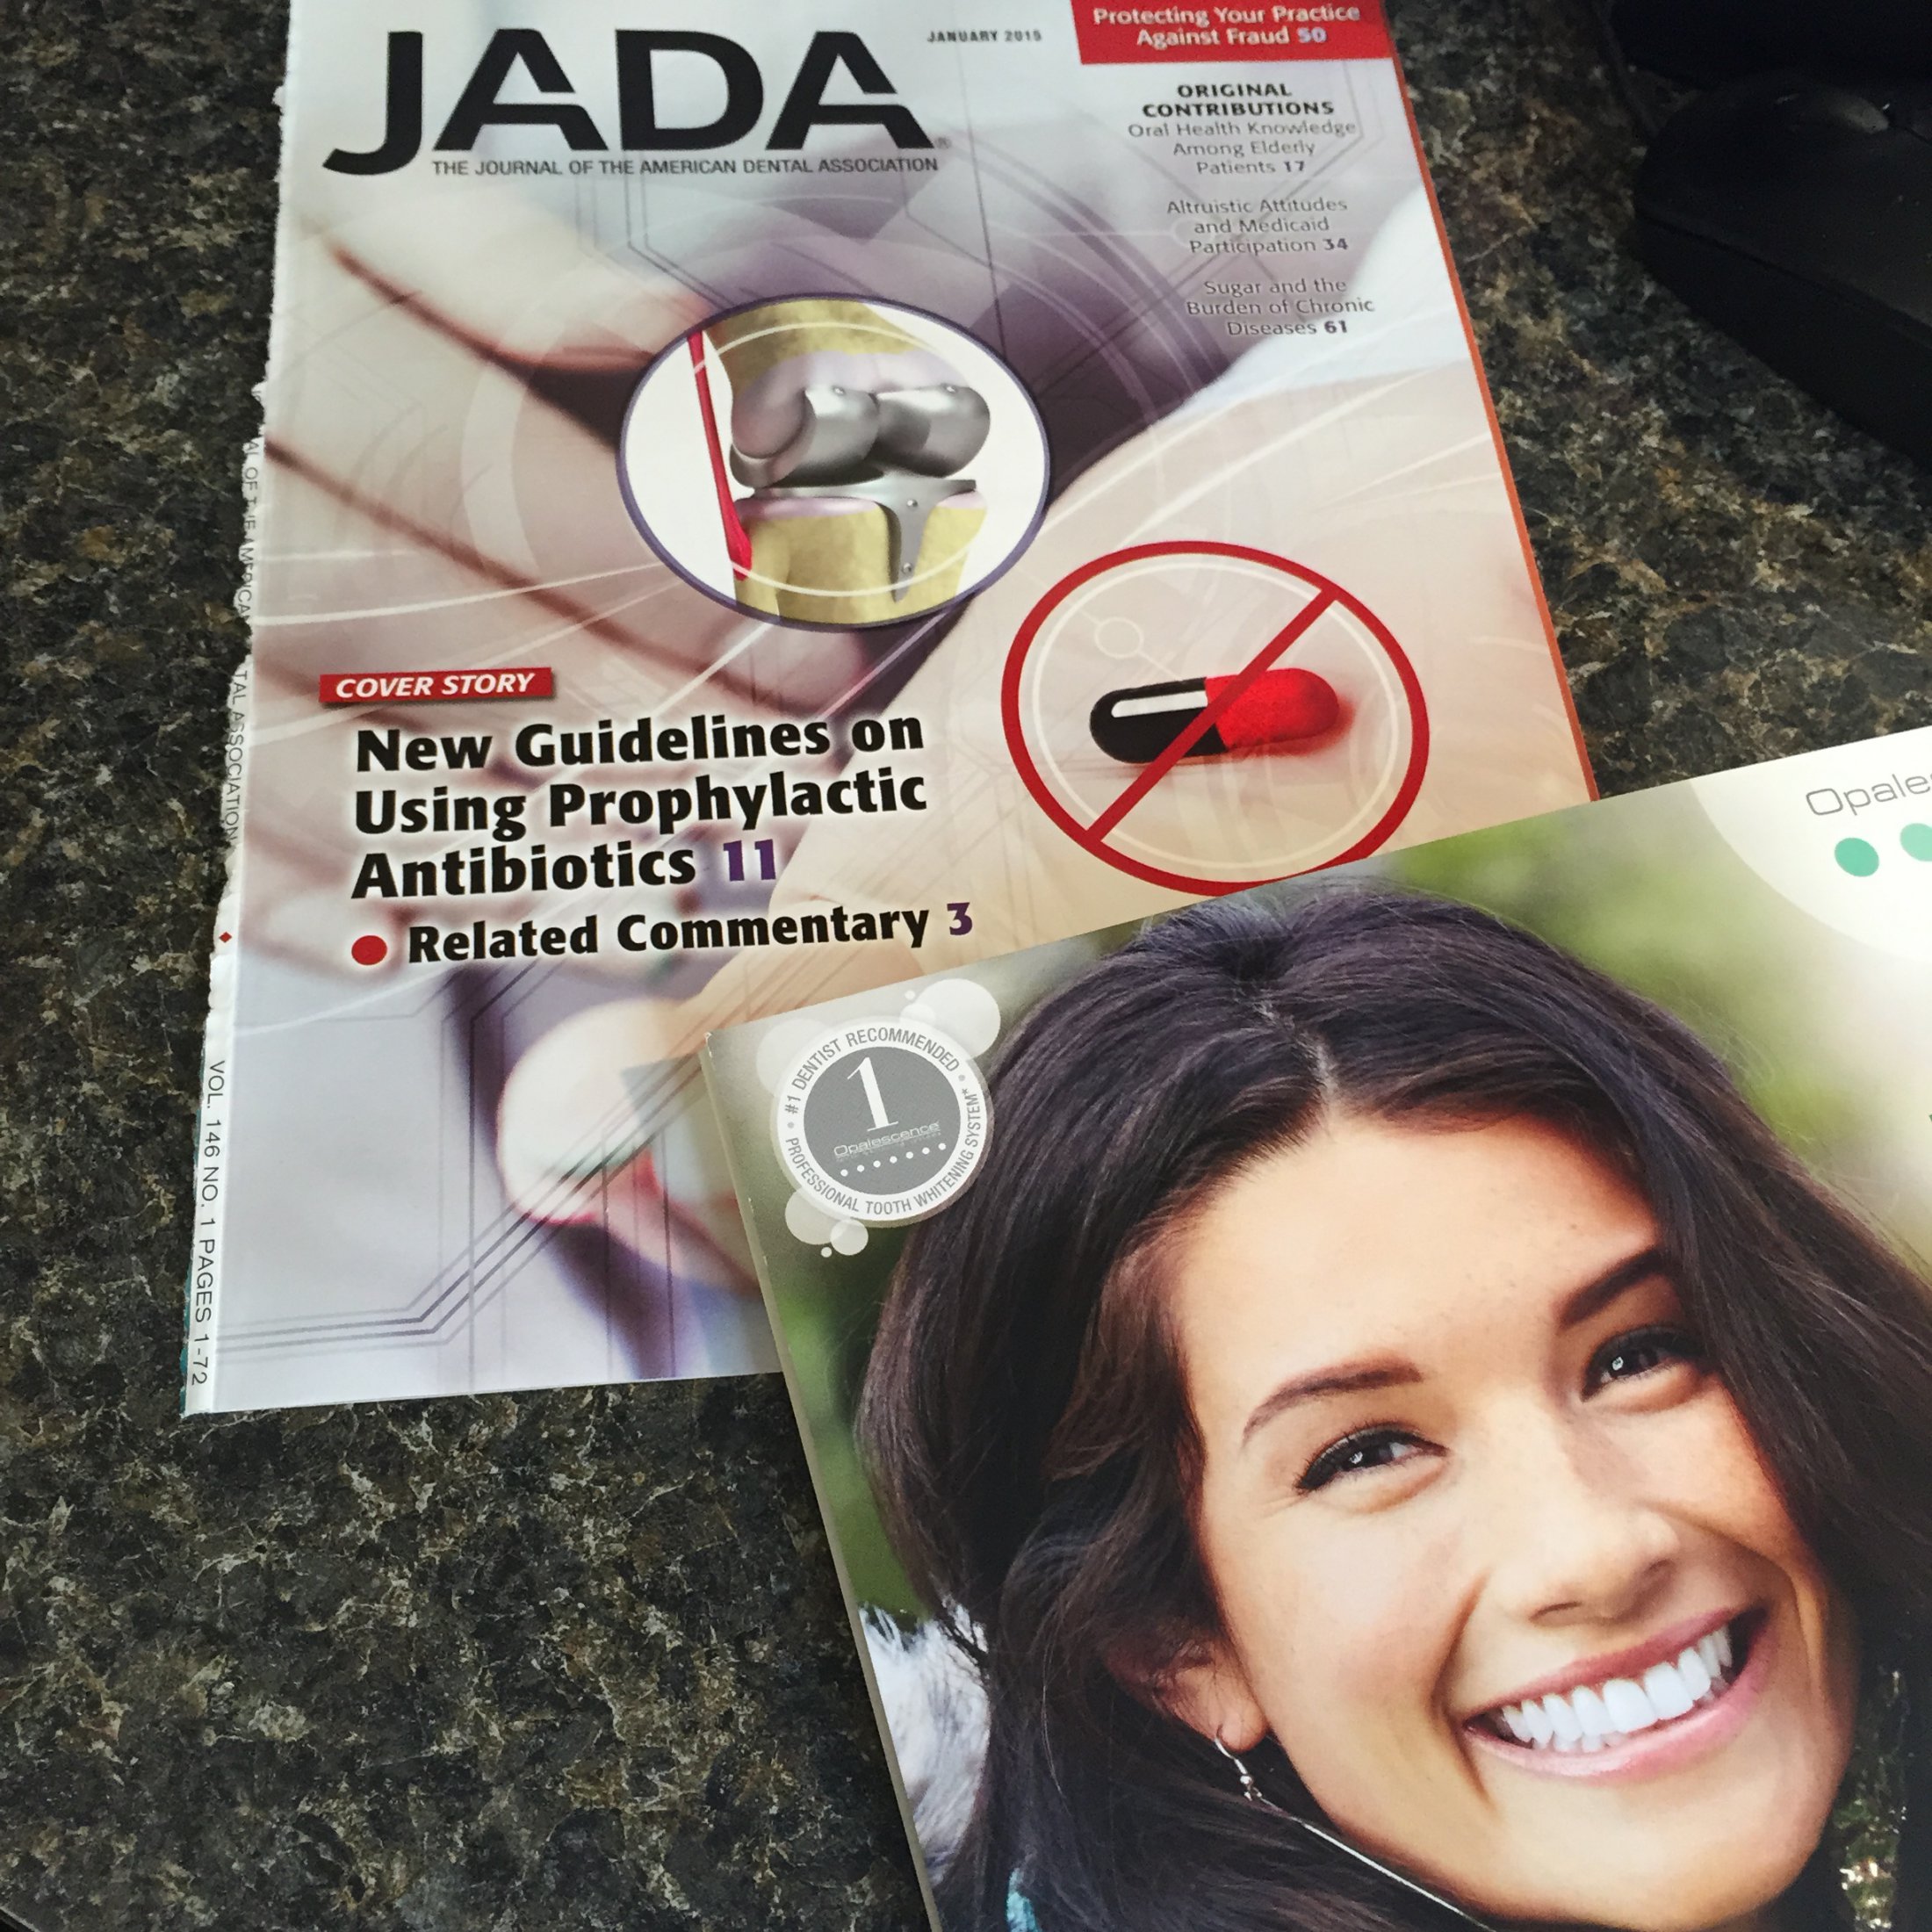 JADA
THE JOURNAL OF THE AMERICAN DENTAL ASSOCIATION
JANUARY 2015
Protecting Your Practice
Against Fraud 50
ORIGINAL
CONTRIBUTIONS
Oral Health Knowledge
Among Elderly
Patients 17
Altruistic Attitudes
and Medicaid
Participation 34
Sugar and the
Burden of Chronic
Diseases 61
COVER STORY
New Guidelines on
Using Prophylactic
Antibiotics 11
Related Commentary 3
TAL ASSOCIATION
VOL. 146 NO. 1 PAGES 1-72
Opales
#1 DENTIST RECOMMENDED
1
Opalescence
PROFESSIONAL TOOTH WHITENING SYSTEM*